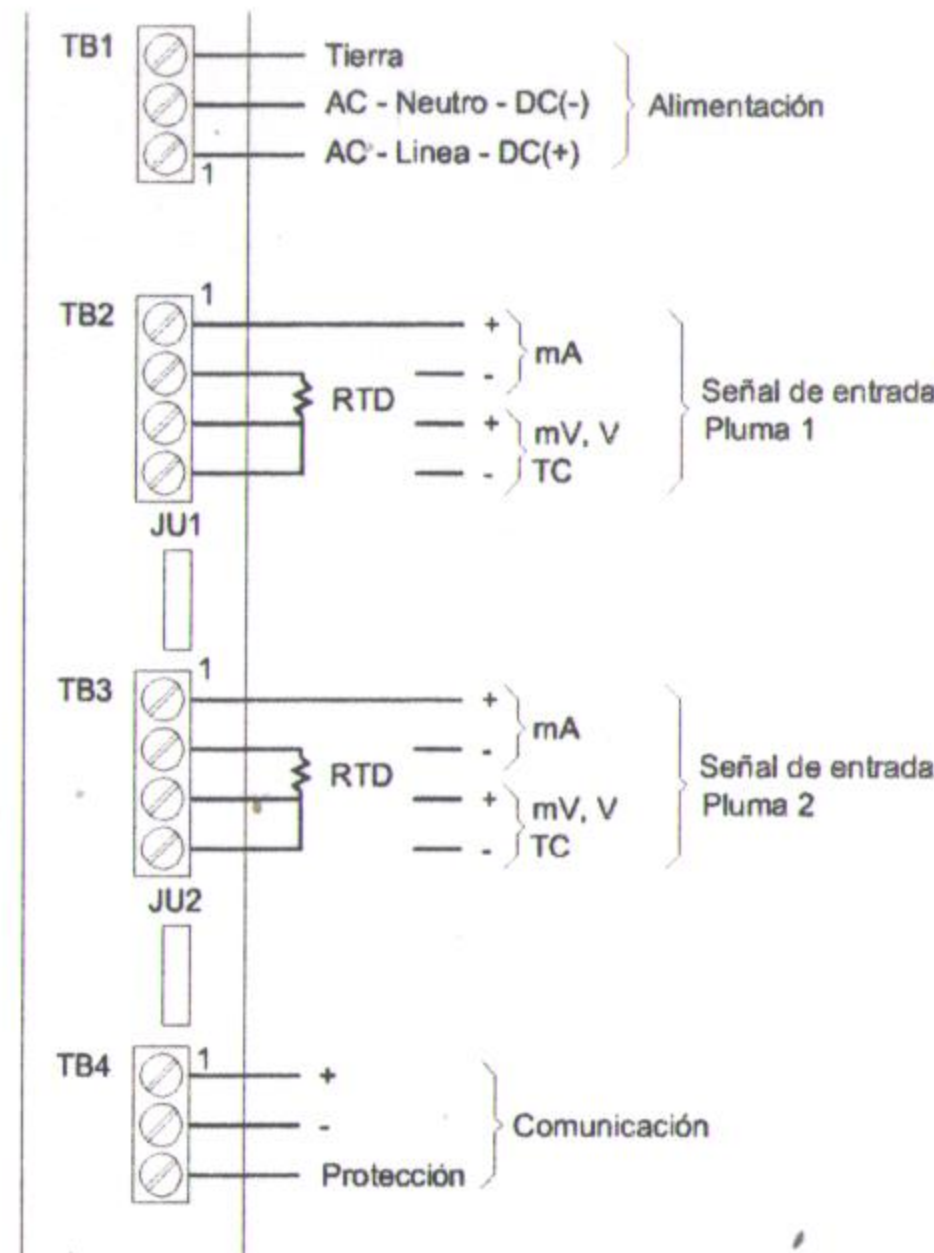 TB1
Tierra
AC - Neutro - DC(-)
AC - Linea - DC(+)
Alimentación
1
TB2
1
+
-
mA
RTD
+
-
mV, V
TC
Señal de entrada
Pluma 1
JU1
TB3
1
+
-
mA
RTD
+
-
mV, V
TC
Señal de entrada
Pluma 2
JU2
TB4
1
+
-
Protección
Comunicación